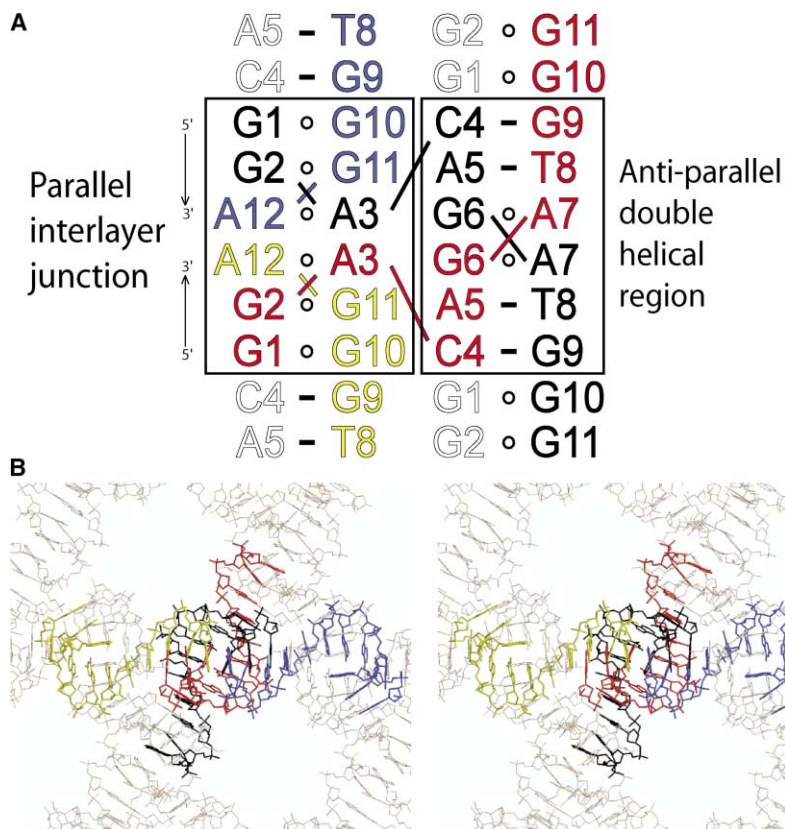 A
A5 – T8 G2 ∘ G11
C4 – G9 G1 ∘ G10
5' G1 ∘ G10 C4 – G9
G2 ∘ G11 A5 – T8
3' A12 ∘ A3 G6 ∘ A7
3' A12 ∘ A3 G6 ∘ A7
G2 ∘ G11 A5 – T8
5' G1 ∘ G10 C4 – G9
C4 – G9 G1 ∘ G10
A5 – T8 G2 ∘ G11
Parallel
interlayer
junction
Anti-parallel
double
helical
region
B